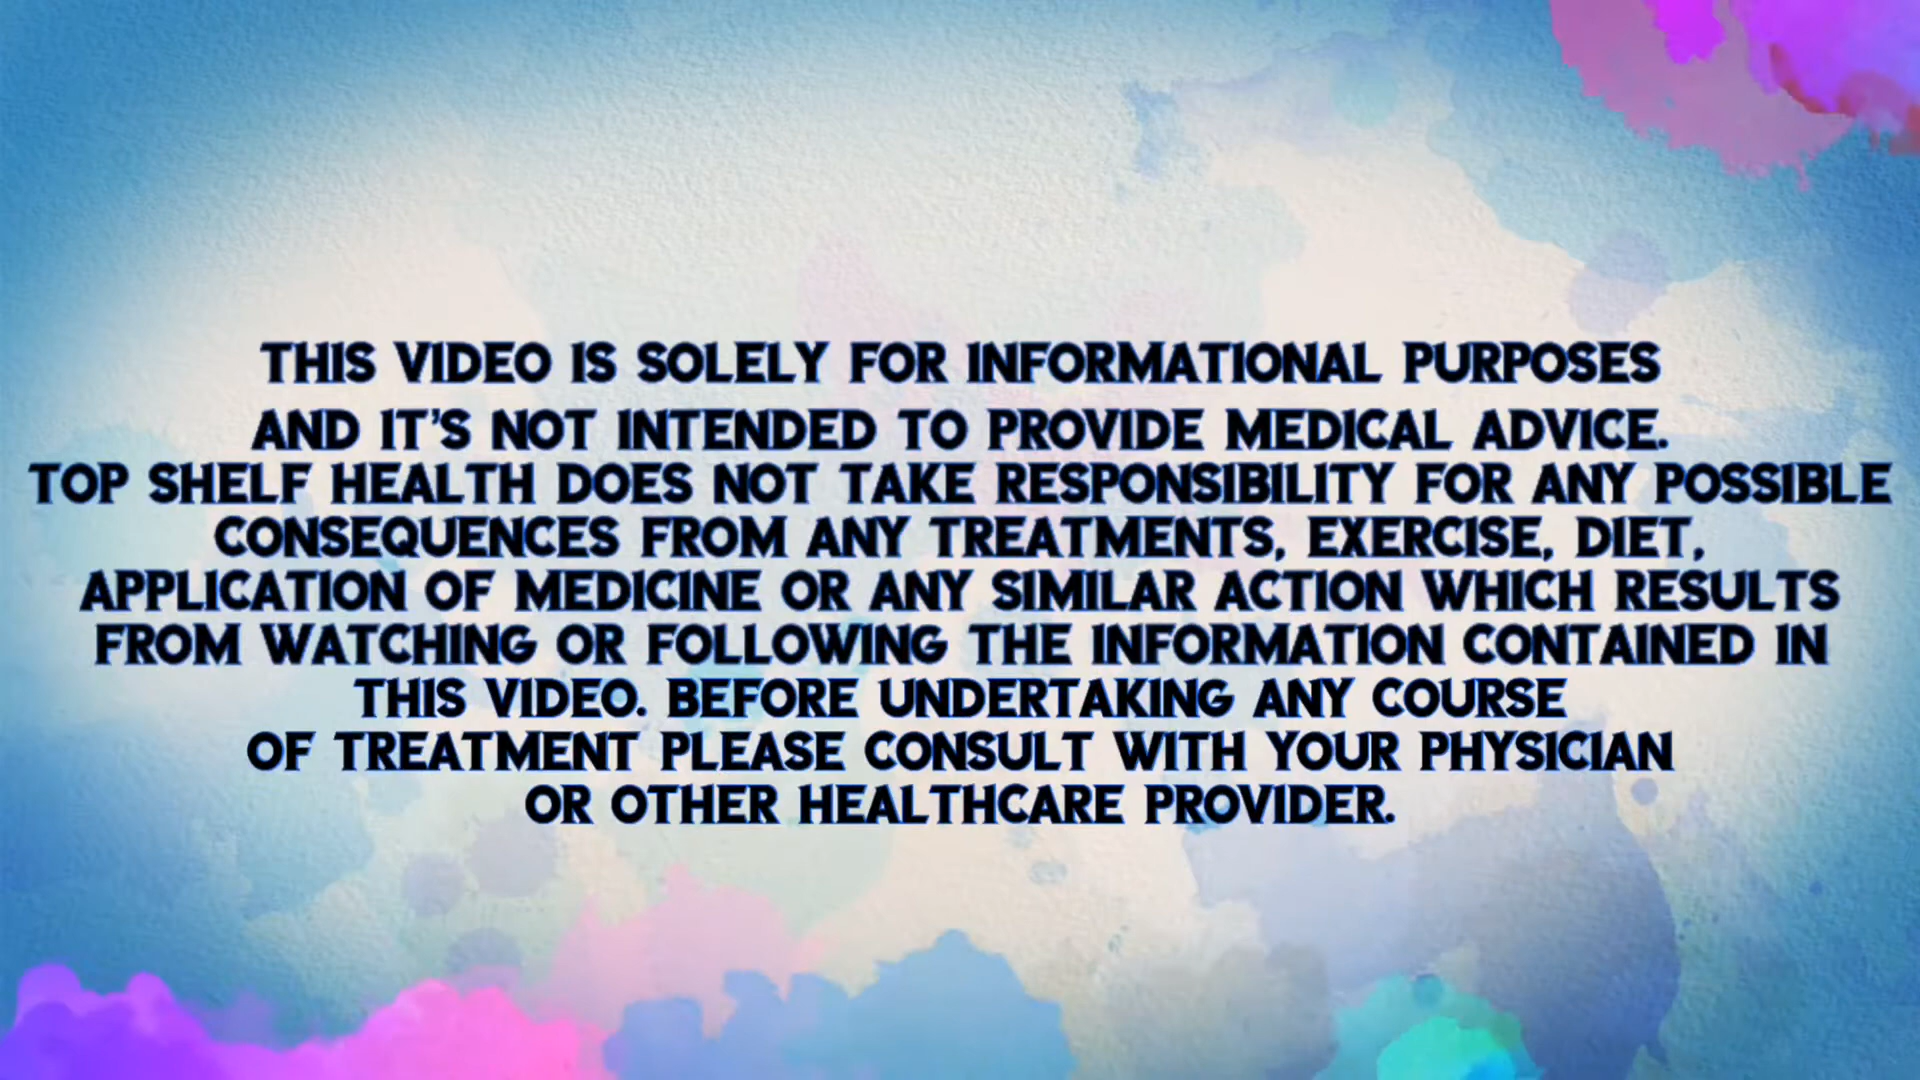 THIS VIDEO IS SOLELY FOR INFORMATIONAL PURPOSES
AND IT'S NOT INTENDED TO PROVIDE MEDICAL ADVICE.
TOP SHELF HEALTH DOES NOT TAKE RESPONSIBILITY FOR ANY POSSIBLE
CONSEQUENCES FROM ANY TREATMENTS, EXERCISE, DIET,
APPLICATION OF MEDICINE OR ANY SIMILAR ACTION WHICH RESULTS
FROM WATCHING OR FOLLOWING THE INFORMATION CONTAINED IN
THIS VIDEO. BEFORE UNDERTAKING ANY COURSE
OF TREATMENT PLEASE CONSULT WITH YOUR PHYSICIAN
OR OTHER HEALTHCARE PROVIDER.